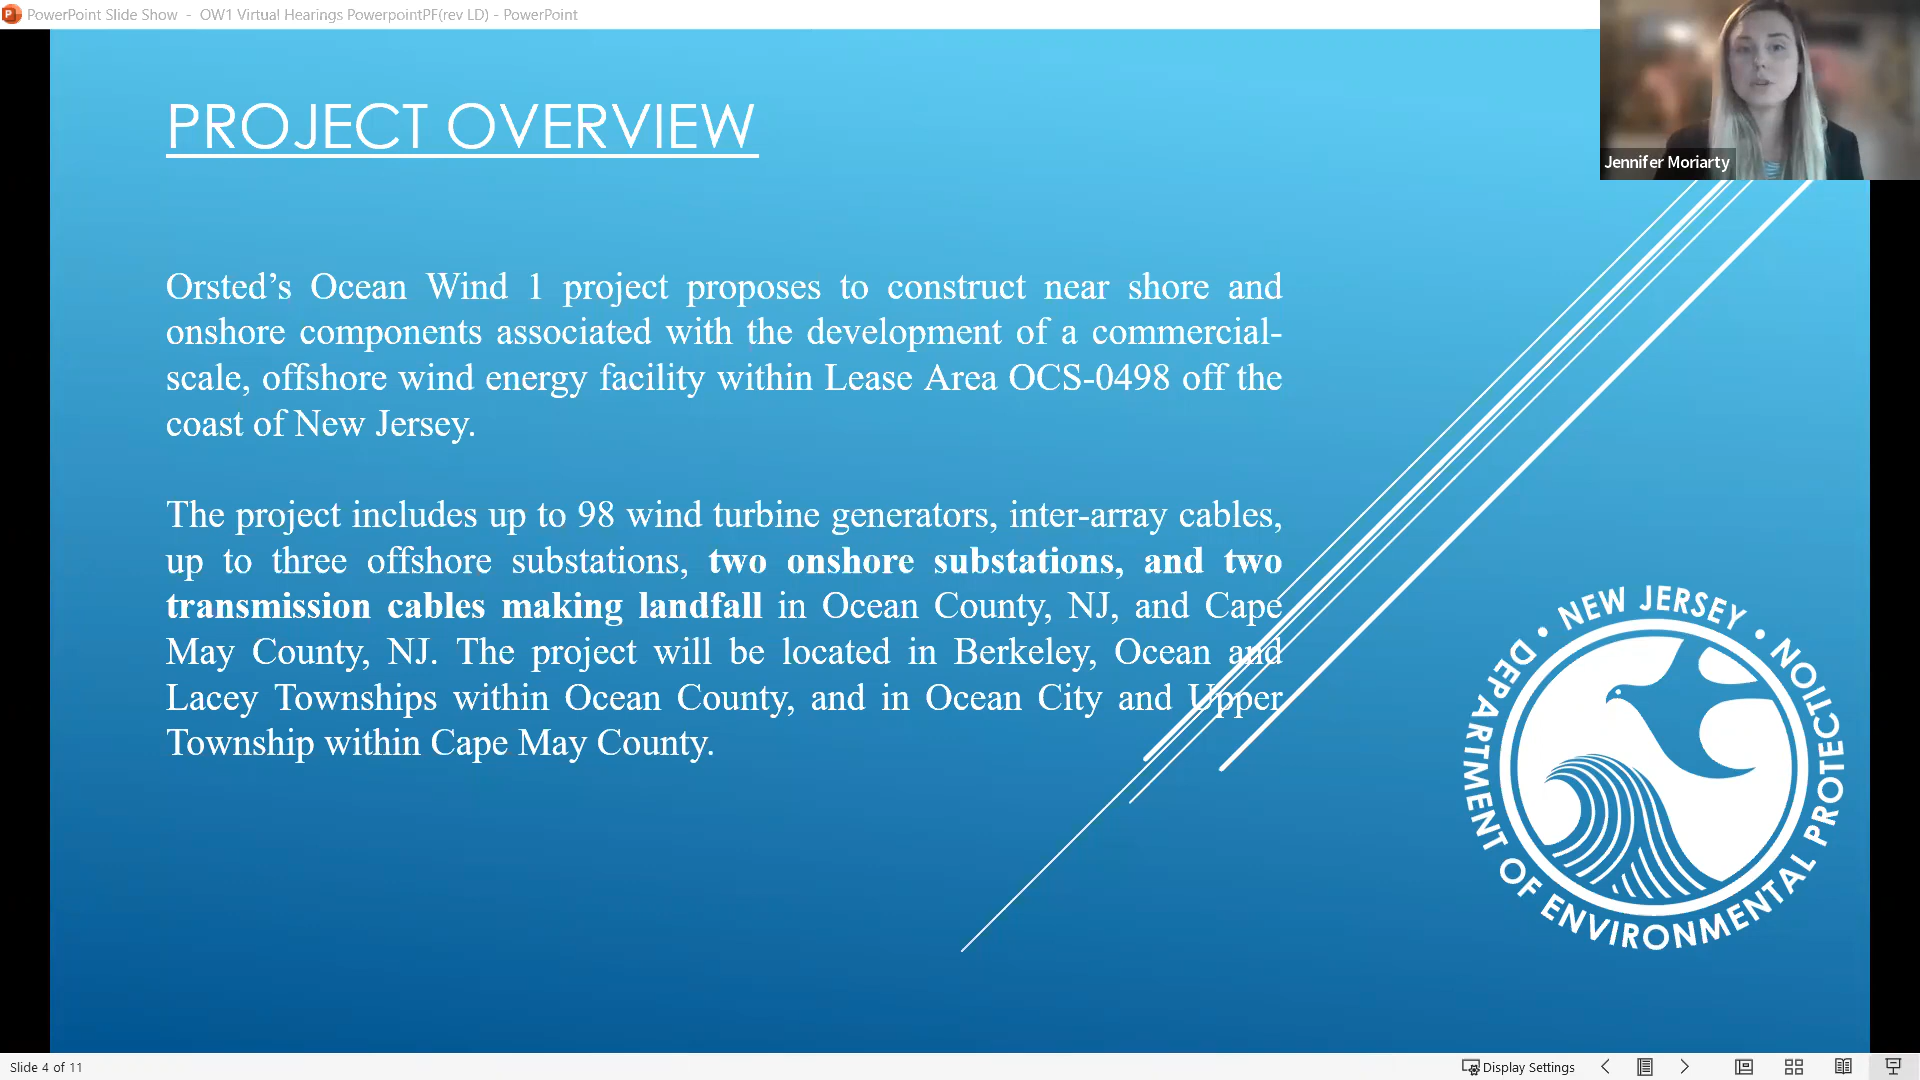 PowerPoint Slide Show - OW1 Virtual Hearings PowerpointPF(rev LD) - PowerPoint
Jennifer Moriarty
PROJECT OVERVIEW
Orsted’s Ocean Wind 1 project proposes to construct near shore and
onshore components associated with the development of a commercial-
scale, offshore wind energy facility within Lease Area OCS-0498 off the
coast of New Jersey.
The project includes up to 98 wind turbine generators, inter-array cables,
up to three offshore substations, two onshore substations, and two
transmission cables making landfall in Ocean County, NJ, and Cape
May County, NJ. The project will be located in Berkeley, Ocean and
Lacey Townships within Ocean County, and in Ocean City and Upper
Township within Cape May County.
NEW JERSEY • DEPARTMENT OF ENVIRONMENTAL PROTECTION •
Slide 4 of 11
Display Settings